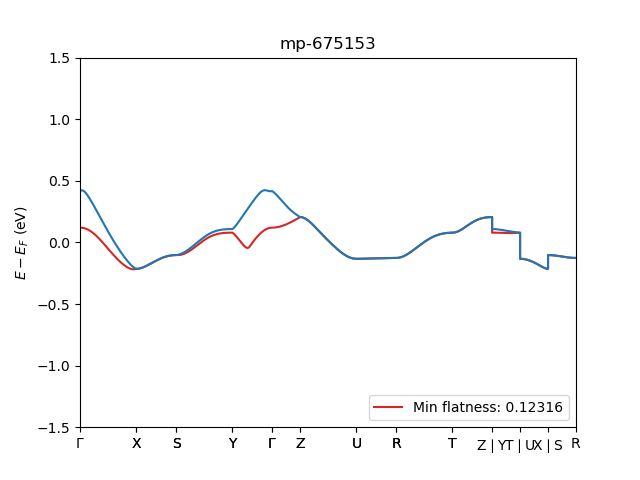 mp-675153
E − E_F (eV)
1.5
1.0
0.5
0.0
−0.5
−1.0
−1.5
Min flatness: 0.12316
Γ X S Y Γ Z U R T Z | YT | UX | S R